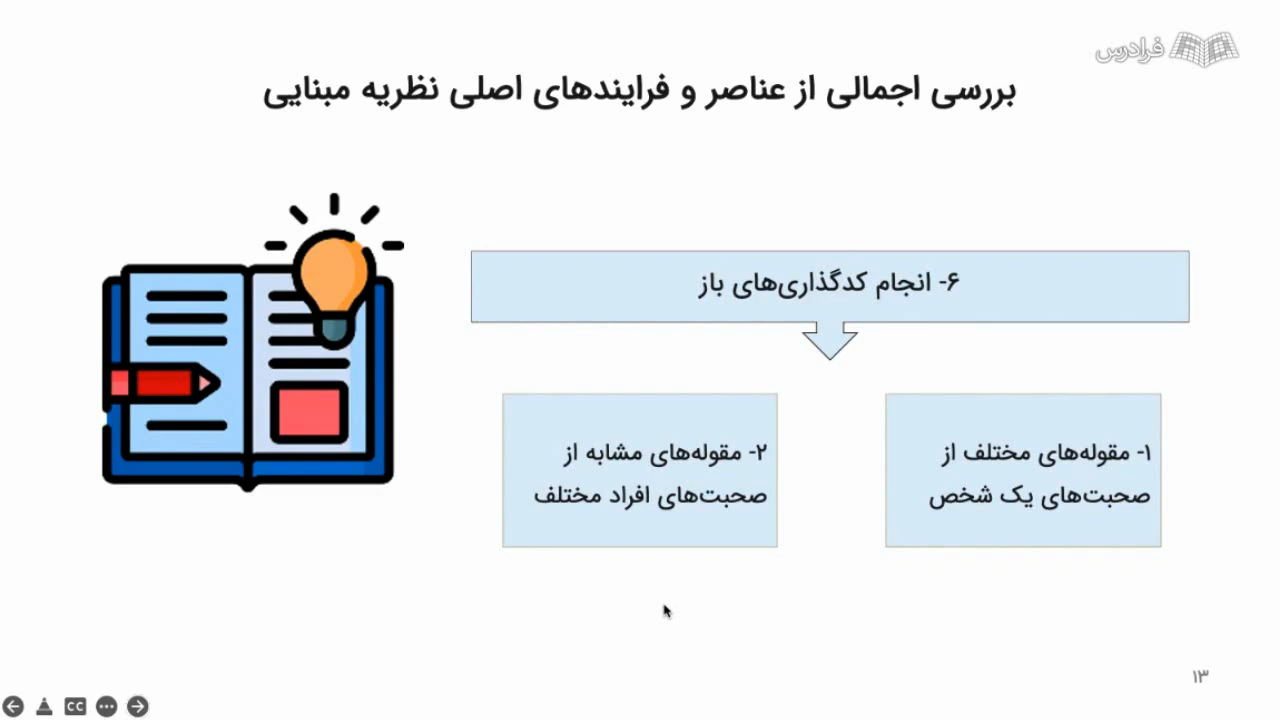 فرادرس
بررسی اجمالی از عناصر و فرایندهای اصلی نظریه مبنایی
۶- انجام کدگذاری‌های باز
۱- مقوله‌های مختلف از
صحبت‌های یک شخص
۲- مقوله‌های مشابه از
صحبت‌های افراد مختلف
۱۳
CC